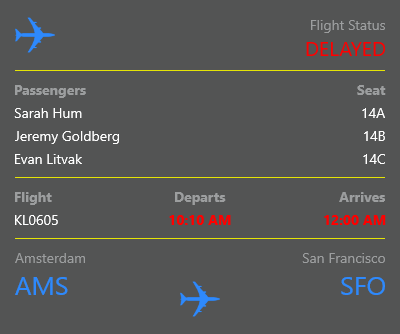 Flight Status
DELAYED
Passengers Seat
Sarah Hum 14A
Jeremy Goldberg 14B
Evan Litvak 14C
Flight Departs Arrives
KL0605 10:10 AM 12:00 AM
Amsterdam San Francisco
AMS SFO